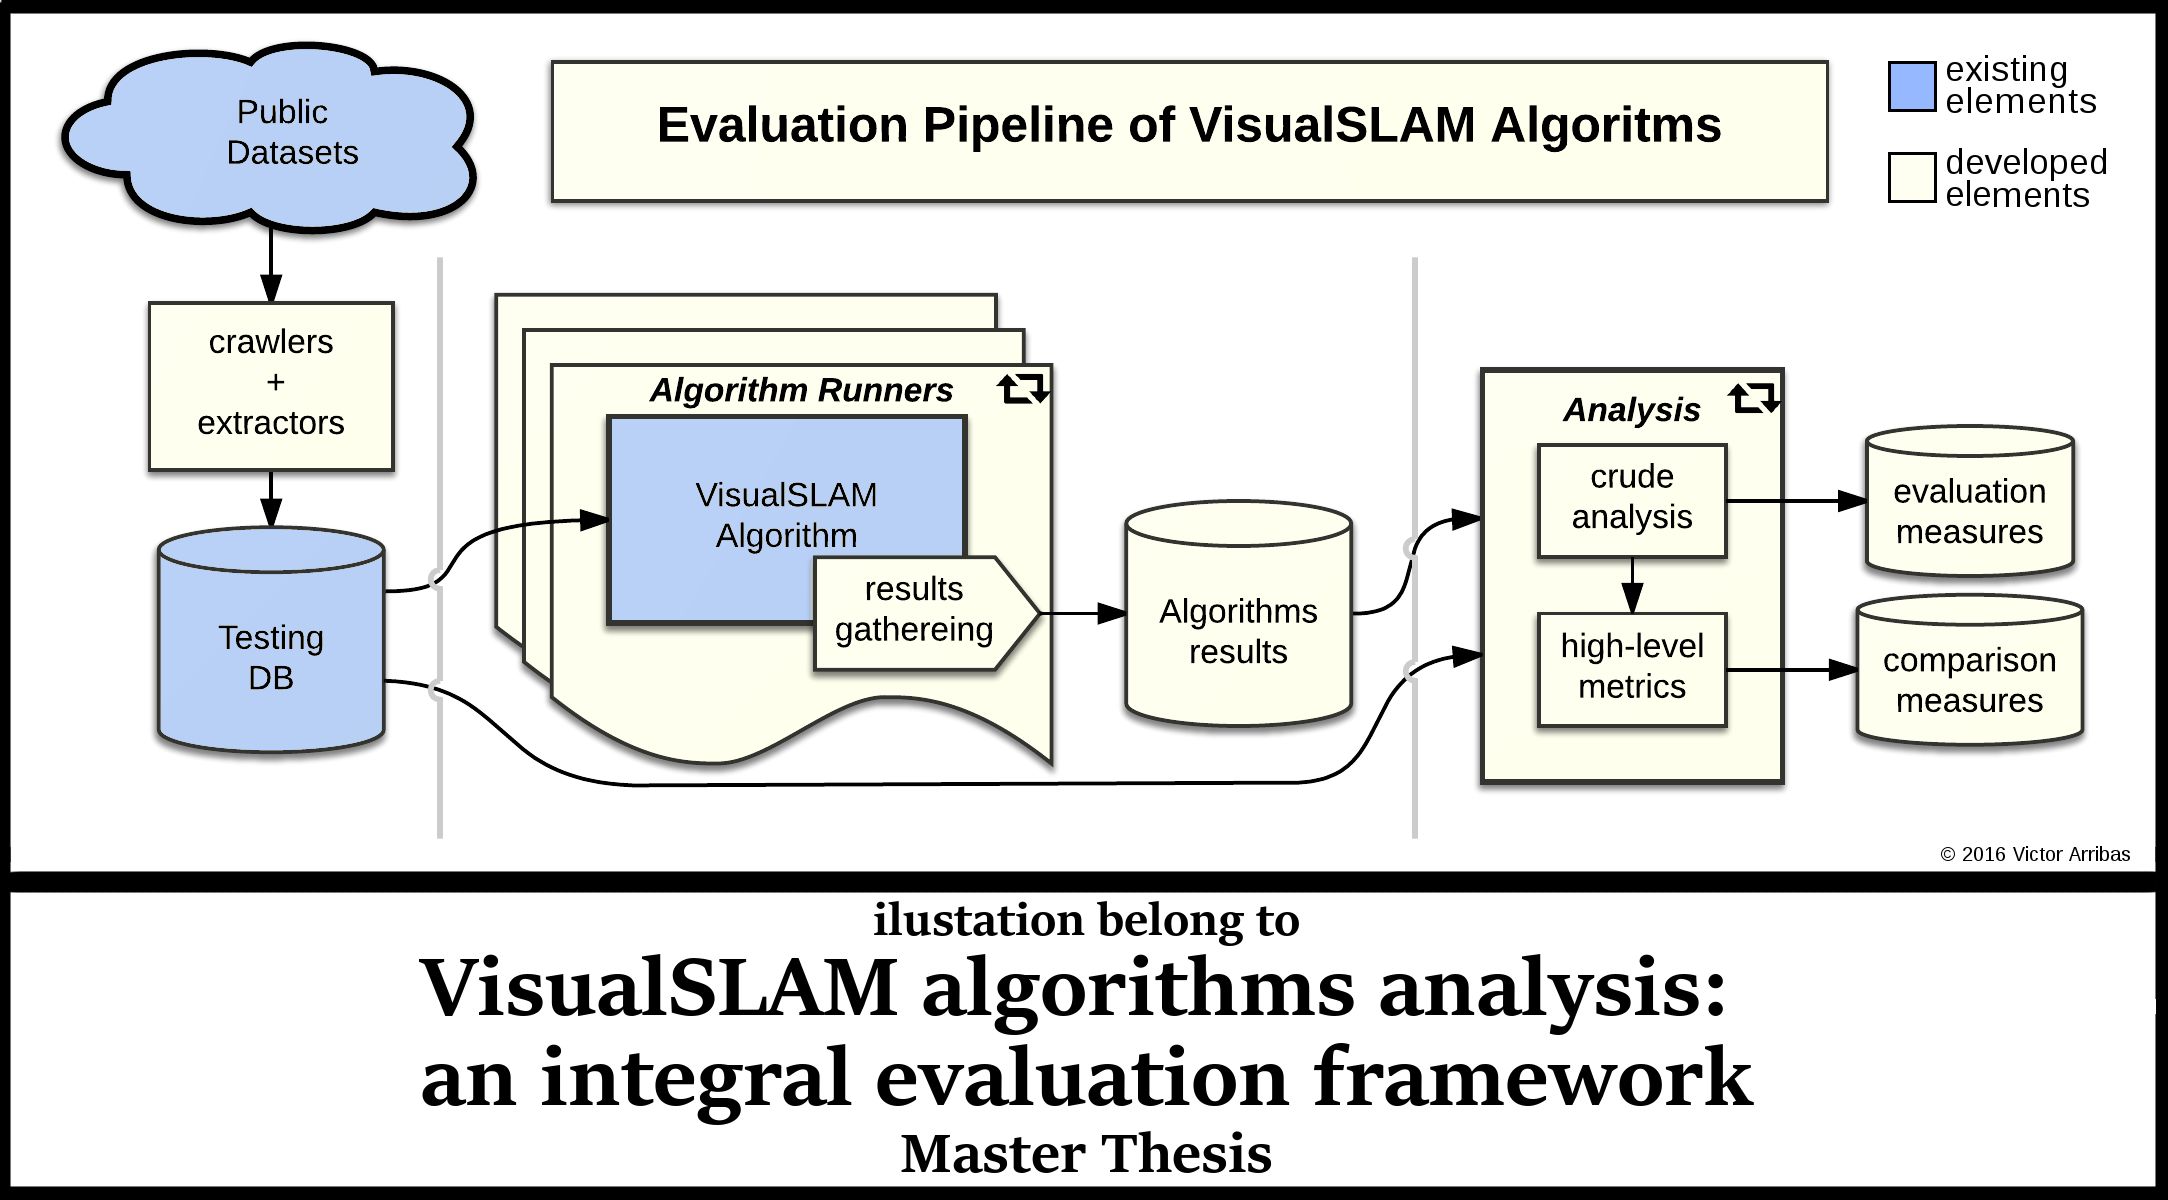 Public
Datasets
Evaluation Pipeline of VisualSLAM Algoritms
existing
elements
developed
elements
crawlers
+
extractors
Testing
DB
Algorithm Runners
VisualSLAM
Algorithm
results
gathereing
Algorithms
results
Analysis
crude
analysis
high-level
metrics
evaluation
measures
comparison
measures
© 2016 Victor Arribas
ilustation belong to
VisualSLAM algorithms analysis:
an integral evaluation framework
Master Thesis